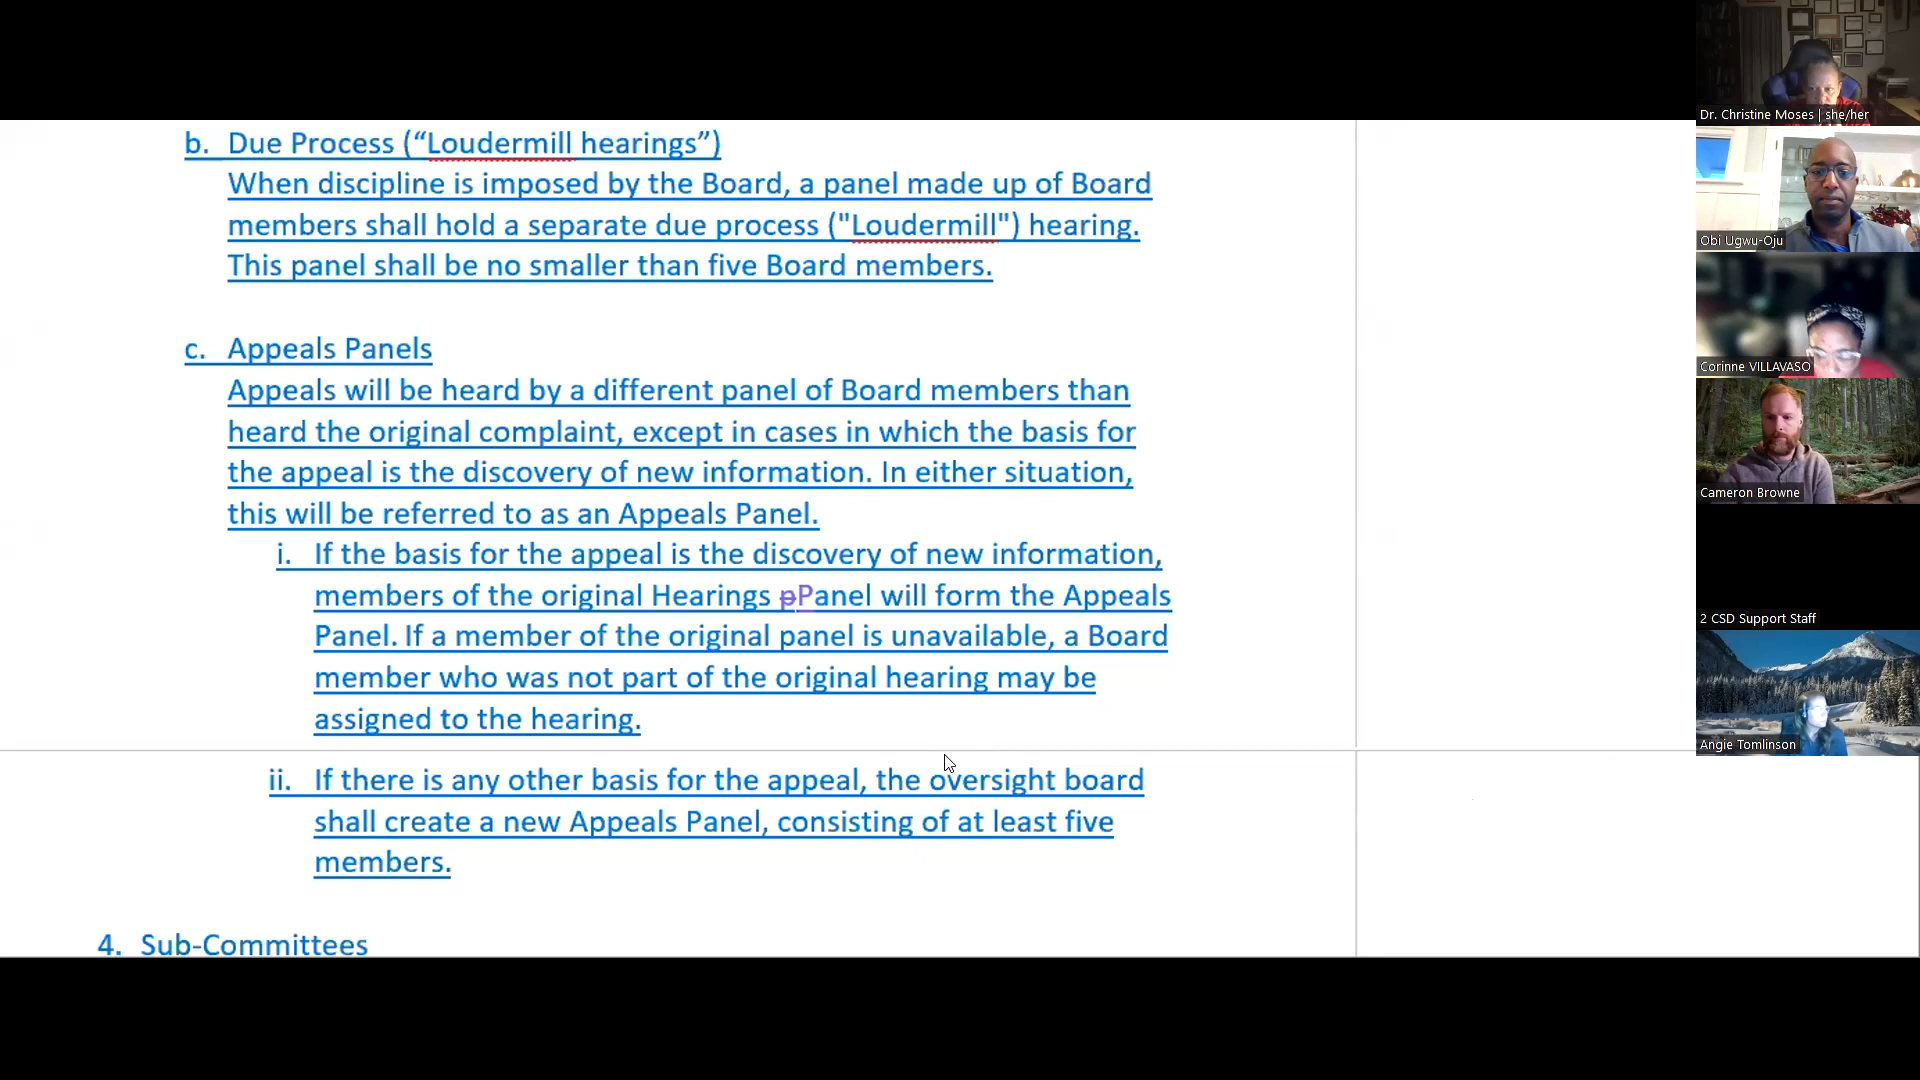 b. Due Process (“Loudermill hearings”)
When discipline is imposed by the Board, a panel made up of Board
members shall hold a separate due process ("Loudermill") hearing.
This panel shall be no smaller than five Board members.
c. Appeals Panels
Appeals will be heard by a different panel of Board members than
heard the original complaint, except in cases in which the basis for
the appeal is the discovery of new information. In either situation,
this will be referred to as an Appeals Panel.
i. If the basis for the appeal is the discovery of new information,
members of the original Hearings pPanel will form the Appeals
Panel. If a member of the original panel is unavailable, a Board
member who was not part of the original hearing may be
assigned to the hearing.
ii. If there is any other basis for the appeal, the oversight board
shall create a new Appeals Panel, consisting of at least five
members.
4. Sub-Committees
Dr. Christine Moses | she/her
Obi Ugwu-Oju
Corinne VILLAVASO
Cameron Browne
2 CSD Support Staff
Angie Tomlinson